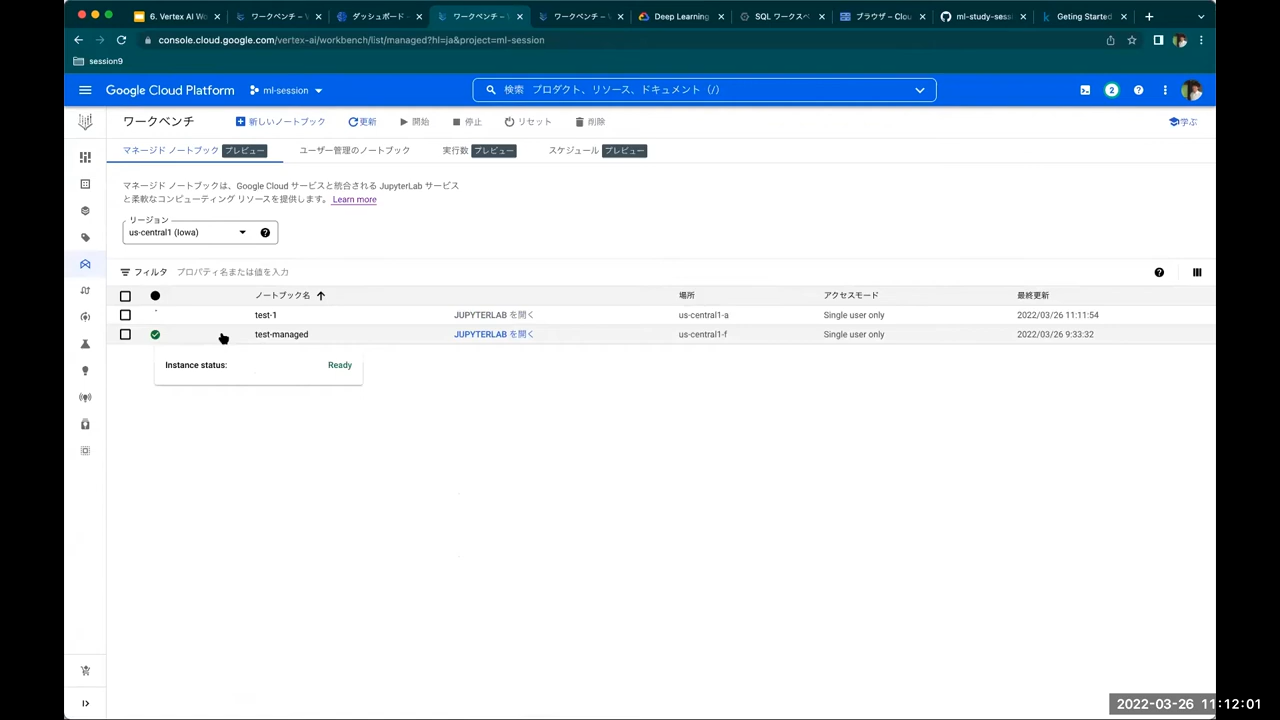 6. Vertex AI Wo
ワークベンチ – V
ダッシュボード –
ワークベンチ – V
ワークベンチ – V
Deep Learning
SQL ワークスペ
ブラウザ – Clou
ml-study-sess
Geting Started
console.cloud.google.com/vertex-ai/workbench/list/managed?hl=ja&project=ml-session
session9
Google Cloud Platform
ml-session
検索 プロダクト、リソース、ドキュメント (/)
2
ワークベンチ
新しいノートブック
更新
開始
停止
リセット
削除
学ぶ
マネージド ノートブック プレビュー
ユーザー管理のノートブック
実行数 プレビュー
スケジュール プレビュー
マネージド ノートブックは、Google Cloud サービスと統合される JupyterLab サービス
と柔軟なコンピューティング リソースを提供します。 Learn more
リージョン
us-central1 (Iowa)
フィルタ プロパティ名または値を入力
ノートブック名 場所 アクセスモード 最終更新
test-1 JUPYTERLAB を開く us-central1-a Single user only 2022/03/26 11:11:54
test-managed JUPYTERLAB を開く us-central1-f Single user only 2022/03/26 9:33:32
Instance status: Ready
2022-03-26 11:12:01